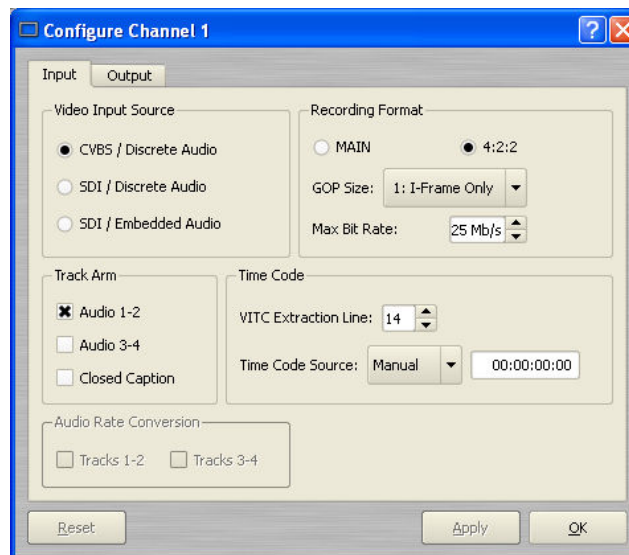 Configure Channel 1
Input Output
Video Input Source
CVBS / Discrete Audio
SDI / Discrete Audio
SDI / Embedded Audio
Recording Format
MAIN 4:2:2
GOP Size: 1: I-Frame Only
Max Bit Rate: 25 Mb/s
Track Arm
Audio 1-2
Audio 3-4
Closed Caption
Time Code
VITC Extraction Line: 14
Time Code Source: Manual 00:00:00:00
Audio Rate Conversion
Tracks 1-2 Tracks 3-4
Reset Apply OK